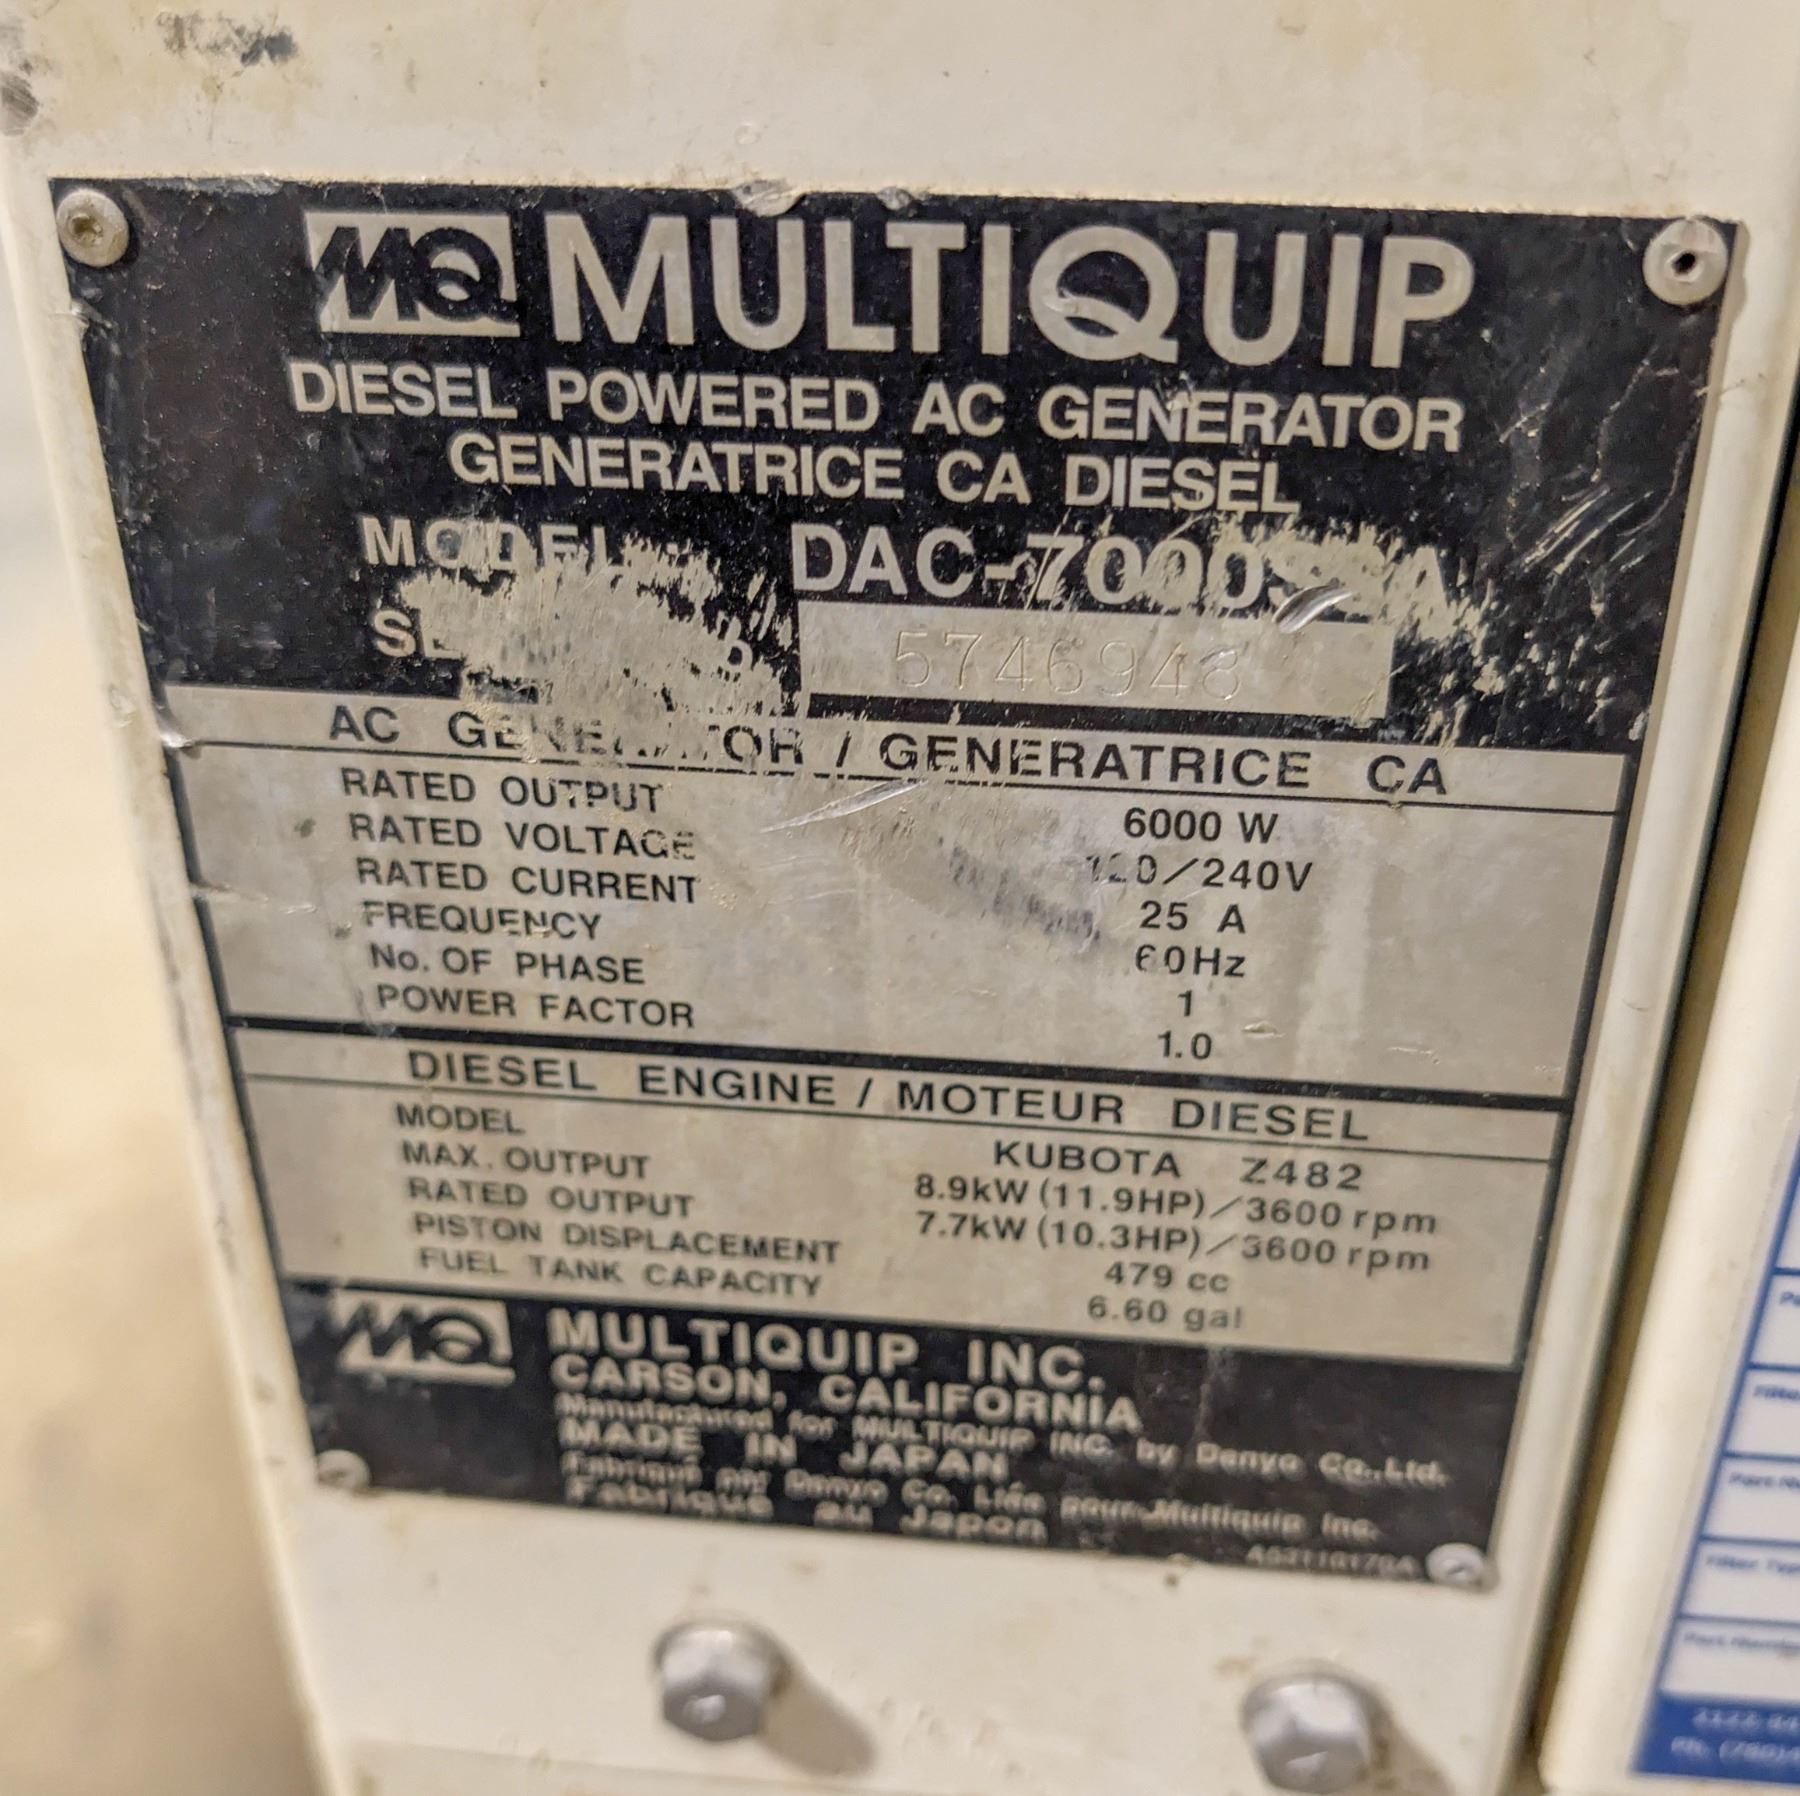 MQ MULTIQUIP
DIESEL POWERED AC GENERATOR
GENERATRICE CA DIESEL
MODEL
5746948
AC GENERATOR / GENERATRICE CA
RATED OUTPUT 6000 W
RATED VOLTAGE 120/240V
RATED CURRENT 25 A
FREQUENCY 60Hz
No. OF PHASE 1
POWER FACTOR 1.0
DIESEL ENGINE / MOTEUR DIESEL
MODEL KUBOTA Z482
MAX. OUTPUT 8.9kW (11.9HP)/3600 rpm
RATED OUTPUT 7.7kW (10.3HP)/3600 rpm
PISTON DISPLACEMENT 479 cc
FUEL TANK CAPACITY 6.60 gal
MQ MULTIQUIP INC.
CARSON, CALIFORNIA
Manufactured for MULTIQUIP INC. by Denyo Co.,Ltd.
MADE IN JAPAN
Fabriqué par Denyo Co. Ltée pour Multiquip Inc.
Fabriqué au Japon